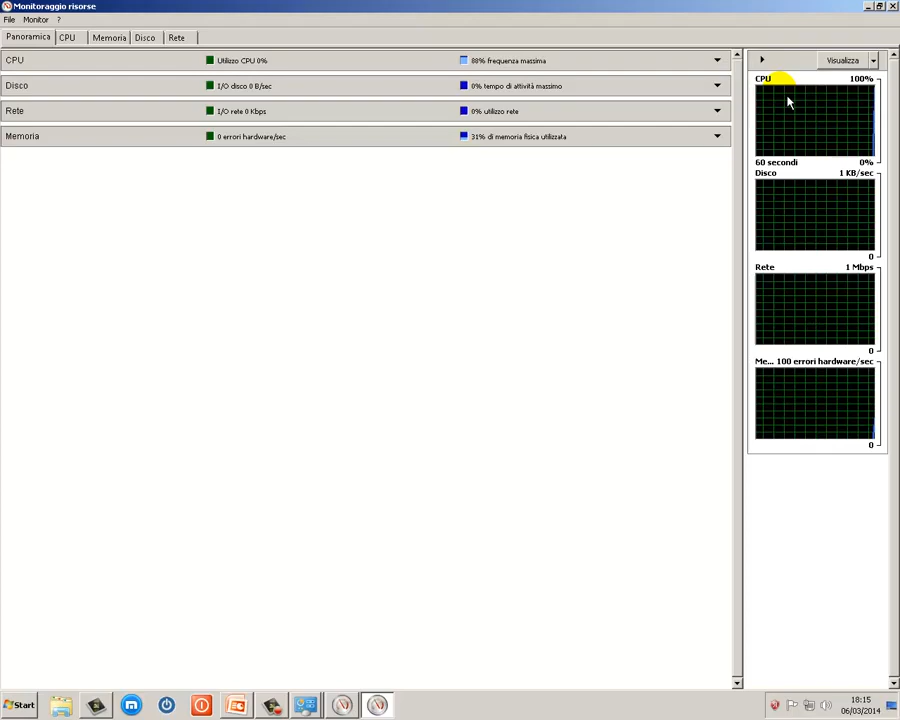 Monitoraggio risorse
File Monitor ?
Panoramica CPU Memoria Disco Rete
CPU Utilizzo CPU 0% 88% frequenza massima
Disco I/O disco 0 B/sec 0% tempo di attività massimo
Rete I/O rete 0 Kbps 0% utilizzo rete
Memoria 0 errori hardware/sec 31% di memoria fisica utilizzata
Visualizza
CPU 100%
60 secondi 0%
Disco 1 KB/sec
0
Rete 1 Mbps
0
Me... 100 errori hardware/sec
0
Start
18:15
06/03/2014